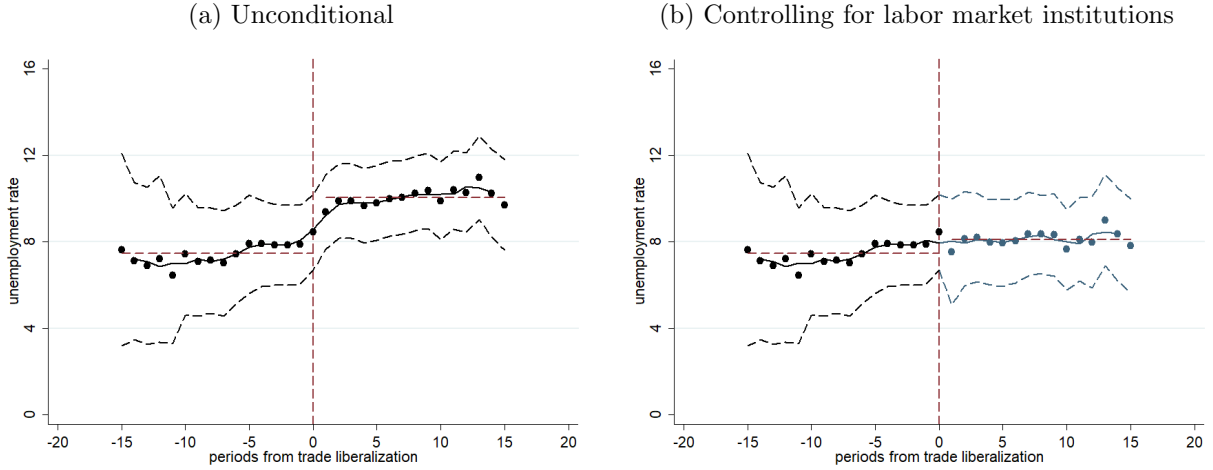 (a) Unconditional
16
12
8
4
0
unemployment rate
-20 -15 -10 -5 0 5 10 15 20
periods from trade liberalization
(b) Controlling for labor market institutions
16
12
8
4
0
unemployment rate
-20 -15 -10 -5 0 5 10 15 20
periods from trade liberalization